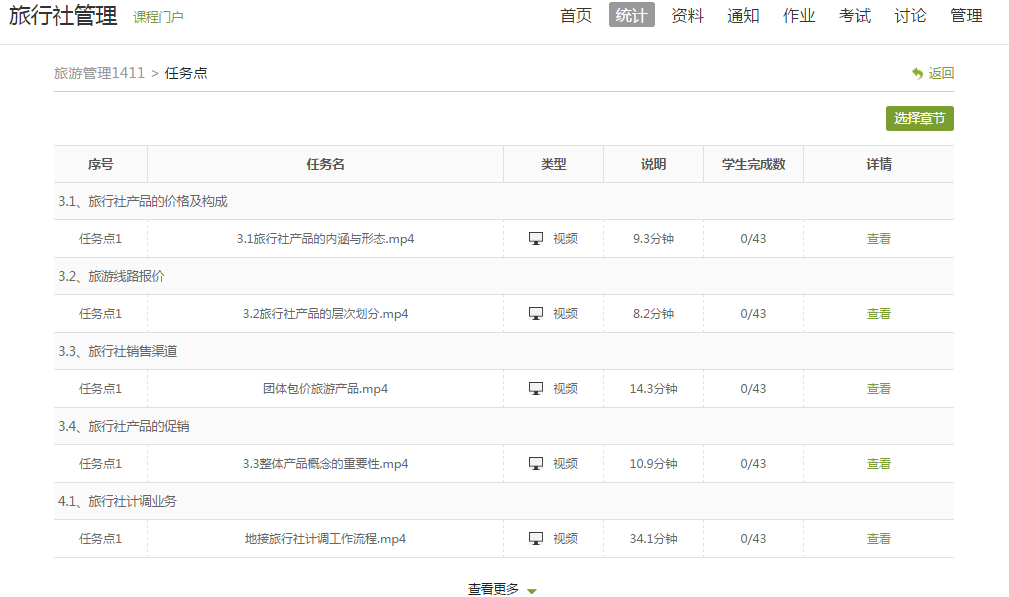 旅行社管理 课程门户 首页 统计 资料 通知 作业 考试 讨论 管理
旅游管理1411 > 任务点 返回
选择章节
序号 任务名 类型 说明 学生完成数 详情
3.1、旅行社产品的价格及构成
任务点1 3.1旅行社产品的内涵与形态.mp4 视频 9.3分钟 0/43 查看
3.2、旅游线路报价
任务点1 3.2旅行社产品的层次划分.mp4 视频 8.2分钟 0/43 查看
3.3、旅行社销售渠道
任务点1 团体包价旅游产品.mp4 视频 14.3分钟 0/43 查看
3.4、旅行社产品的促销
任务点1 3.3整体产品概念的重要性.mp4 视频 10.9分钟 0/43 查看
4.1、旅行社计调业务
任务点1 地接旅行社计调工作流程.mp4 视频 34.1分钟 0/43 查看
查看更多